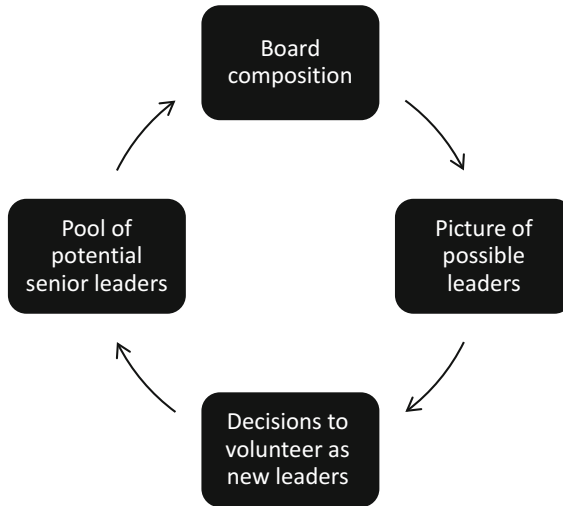 Board
composition
Picture of
possible
leaders
Decisions to
volunteer as
new leaders
Pool of
potential
senior leaders